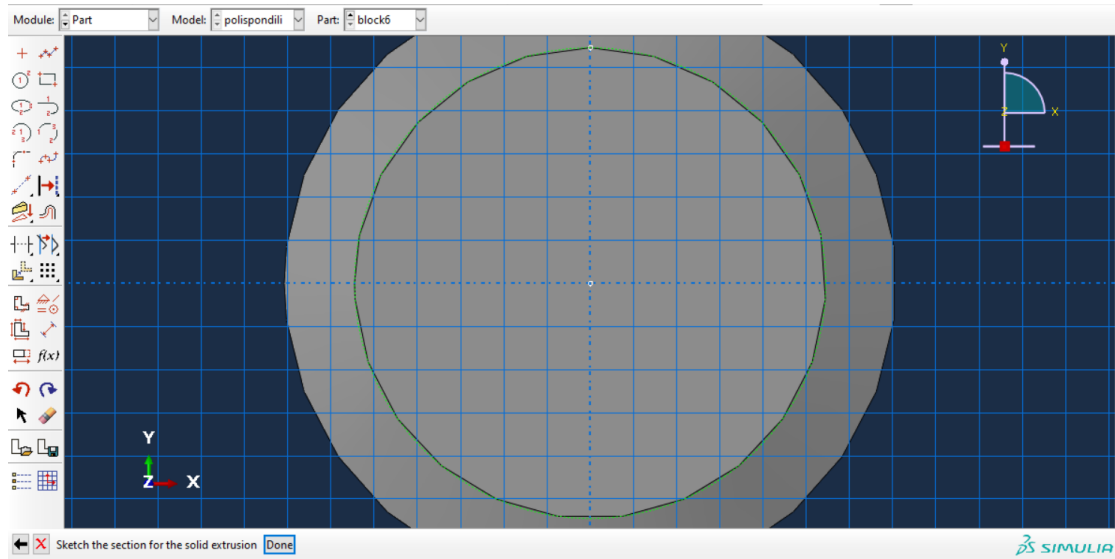 Module: Part Model: polispondili Part: block6
Y
X
Z
f(x)
Y
Z X
Sketch the section for the solid extrusion Done
SIMULIA